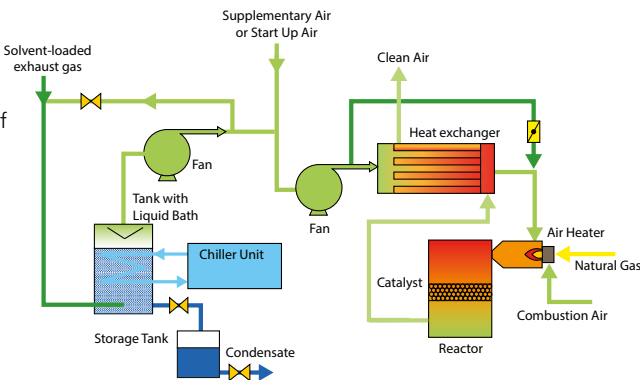 Supplementary Air
or Start Up Air
Solvent-loaded
exhaust gas
Clean Air
f
Heat exchanger
Fan
Tank with
Liquid Bath
Fan
Air Heater
Chiller Unit
Natural Gas
Catalyst
Combustion Air
Storage Tank
Condensate
Reactor